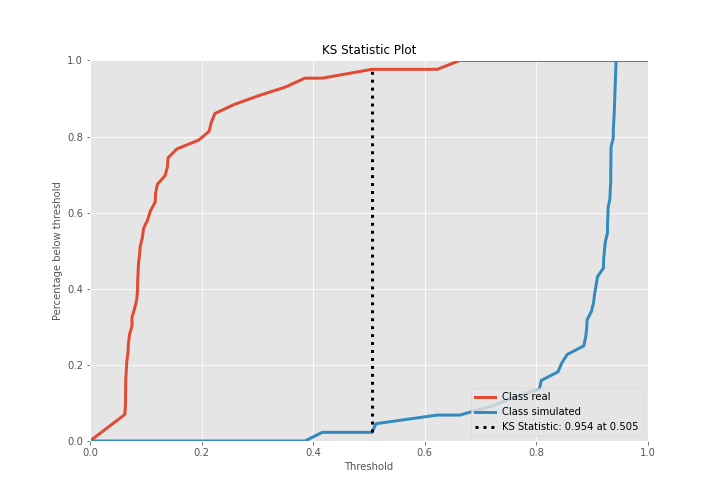 KS Statistic Plot
1.0
0.8
0.6
0.4
0.2
0.0
Percentage below threshold
Class real
Class simulated
KS Statistic: 0.954 at 0.505
0.0 0.2 0.4 0.6 0.8 1.0
Threshold